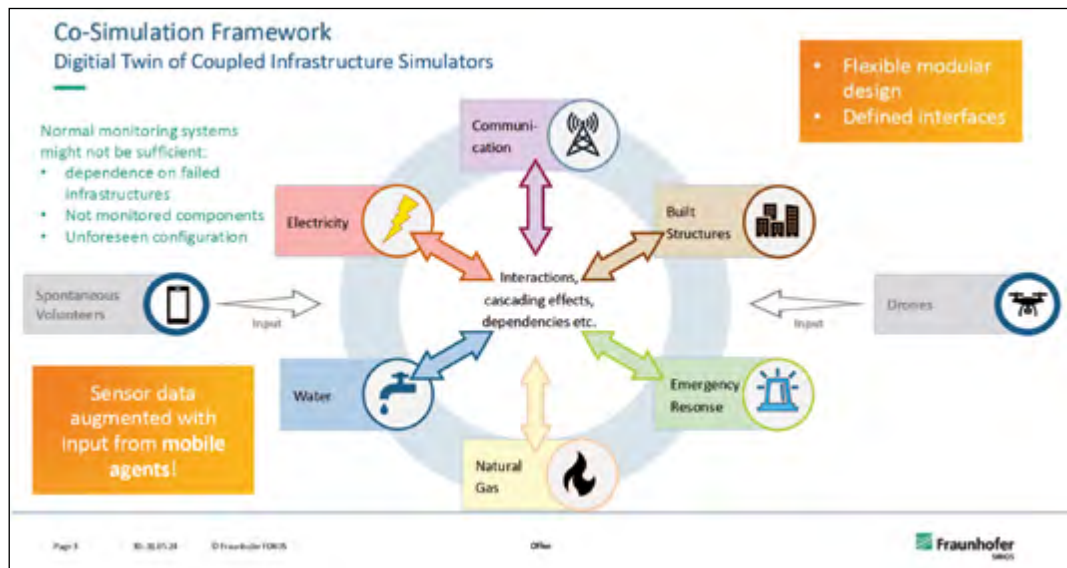 Co-Simulation Framework
Digitial Twin of Coupled Infrastructure Simulators
Normal monitoring systems
might not be sufficient:
• dependence on failed
infrastructures
• Not monitored components
• Unforeseen configuration
• Flexible modular
design
• Defined interfaces
Communi-
cation
Electricity
Built
Structures
Interactions,
cascading effects,
dependencies etc.
Spontaneous
Volunteers
Input
Input
Drones
Water
Emergency
Resonse
Natural
Gas
Sensor data
augmented with
input from mobile
agents!
© Fraunhofer FOKUS
Fraunhofer